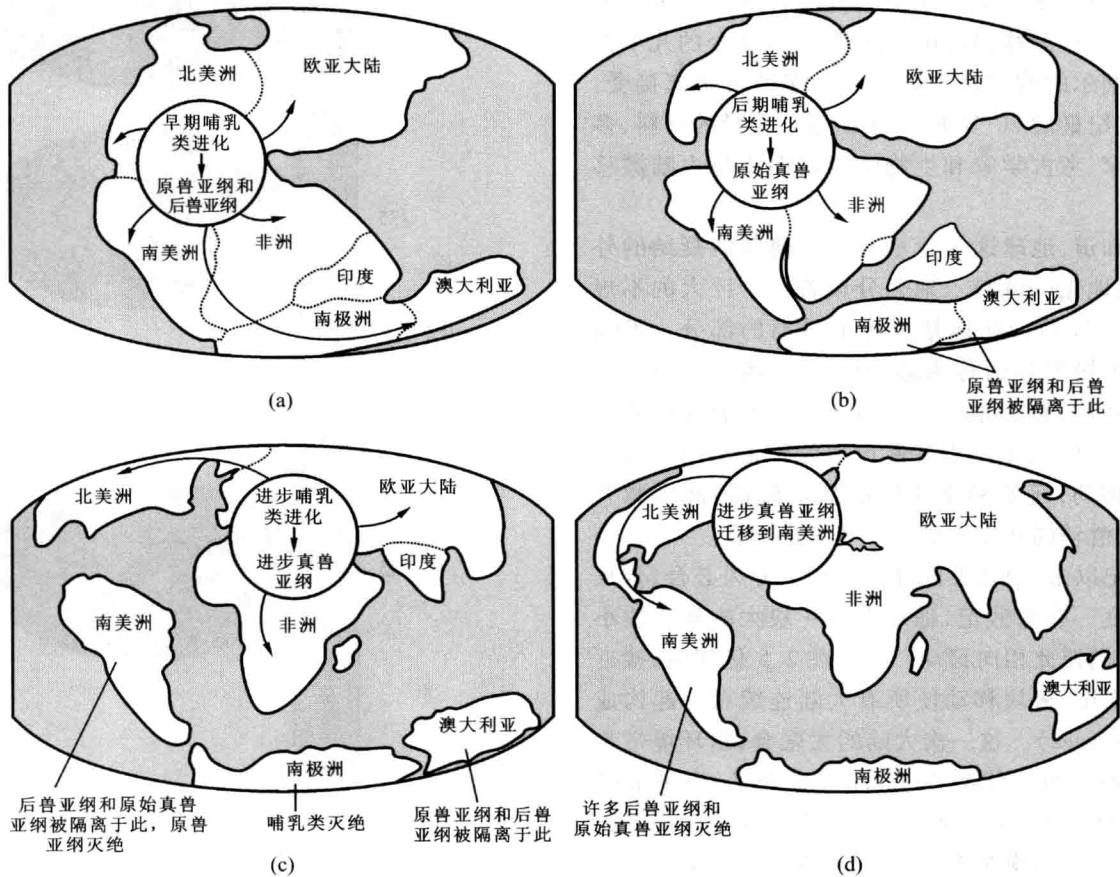 北美洲
欧亚大陆
早期哺乳
类进化
原兽亚纲和
后兽亚纲
南美洲
非洲
印度
南极洲
澳大利亚
(a)
北美洲
欧亚大陆
后期哺乳
类进化
原始真兽
亚纲
南美洲
非洲
印度
澳大利亚
南极洲
原兽亚纲和后兽
亚纲被隔离于此
(b)
北美洲
欧亚大陆
进步哺乳
类进化
进步真兽
亚纲
印度
南美洲
非洲
澳大利亚
南极洲
后兽亚纲和原始真兽
亚纲被隔离于此，原兽
亚纲灭绝
哺乳类灭绝
原兽亚纲和后兽
亚纲被隔离于此
(c)
北美洲
进步真兽亚纲
迁移到南美洲
欧亚大陆
非洲
南美洲
澳大利亚
南极洲
许多后兽亚纲和
原始真兽亚纲灭绝
(d)